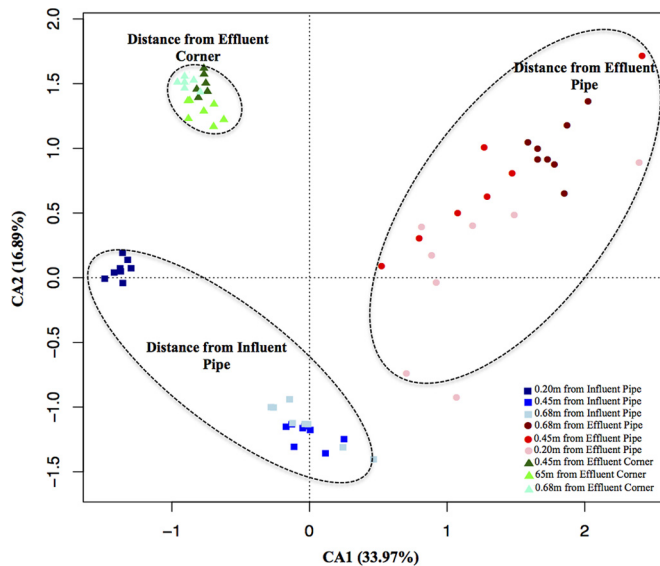 Distance from Effluent
Corner
Distance from Effluent
Pipe
Distance from Influent
Pipe
2.0
1.5
1.0
0.5
0.0
−0.5
−1.0
−1.5
CA2 (16.89%)
0.20m from Influent Pipe
0.45m from Influent Pipe
0.68m from Influent Pipe
0.68m from Effluent Pipe
0.45m from Effluent Pipe
0.20m from Effluent Pipe
0.45m from Effluent Corner
65m from Effluent Corner
0.68m from Effluent Corner
−1
0
1
2
CA1 (33.97%)